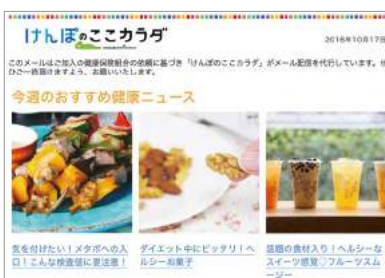 けんぽのここカラダ
2018年10月17日
このメールはご加入の健康保険組合の依頼に基づき「けんぽのここカラダ」がメール配信を代行しています。
ひご一読頂けますよう、お願いいたします。
今週のおすすめ健康ニュース
気を付けたい！メタボへの入
口！こんな検査値に要注意！
ダイエット中にピッタリ！ヘ
ルシーお菓子
話題の食材入り！ヘルシーな
スイーツ感覚♡フルーツスム
ージー